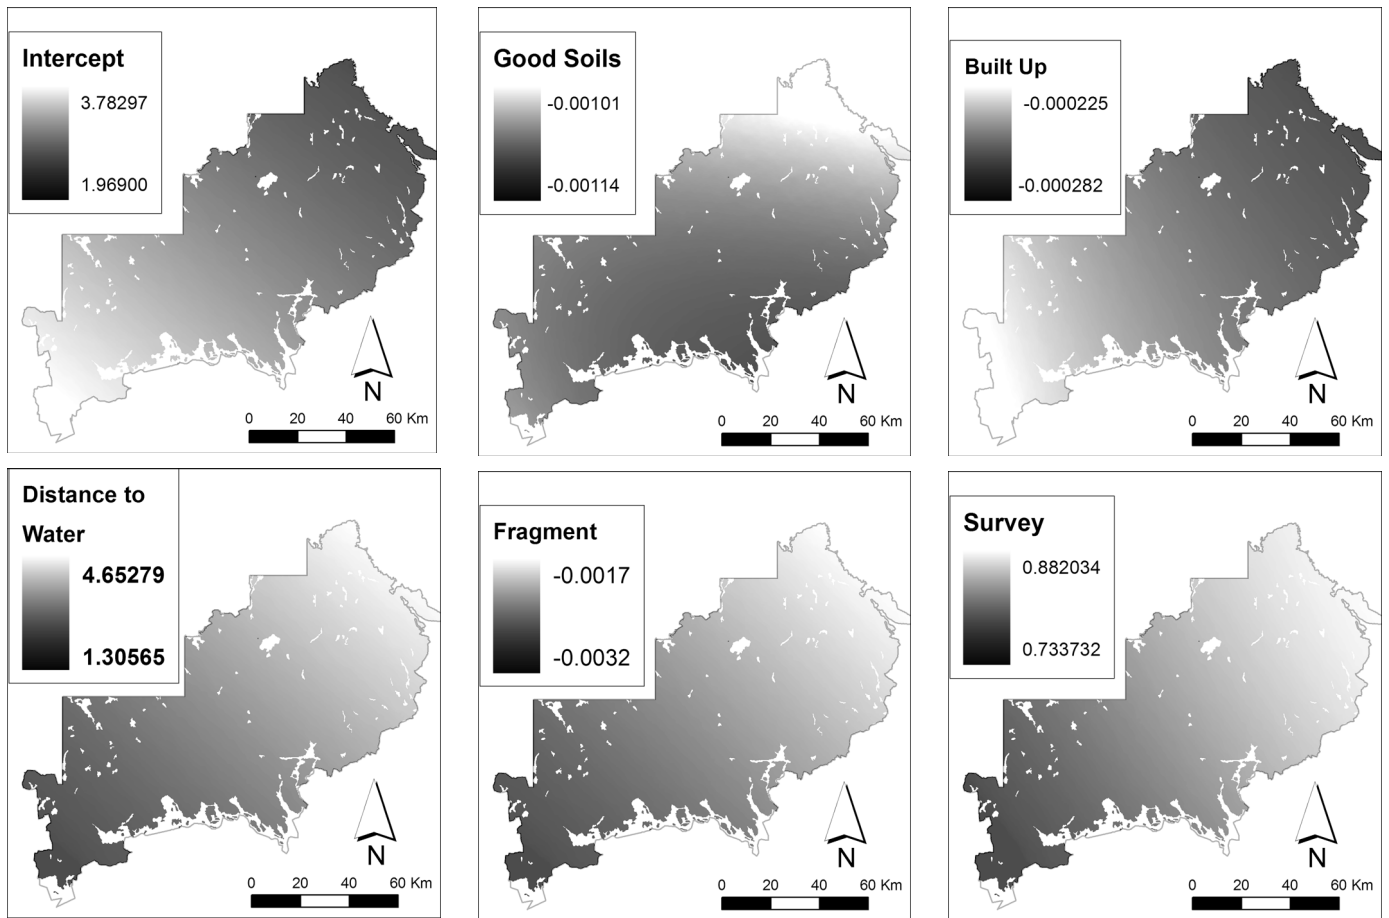 Intercept
3.78297
1.96900
N
0 20 40 60 Km
Good Soils
-0.00101
-0.00114
N
0 20 40 60 Km
Built Up
-0.000225
-0.000282
N
0 20 40 60 Km
Distance to
Water
4.65279
1.30565
N
0 20 40 60 Km
Fragment
-0.0017
-0.0032
N
0 20 40 60 Km
Survey
0.882034
0.733732
N
0 20 40 60 Km